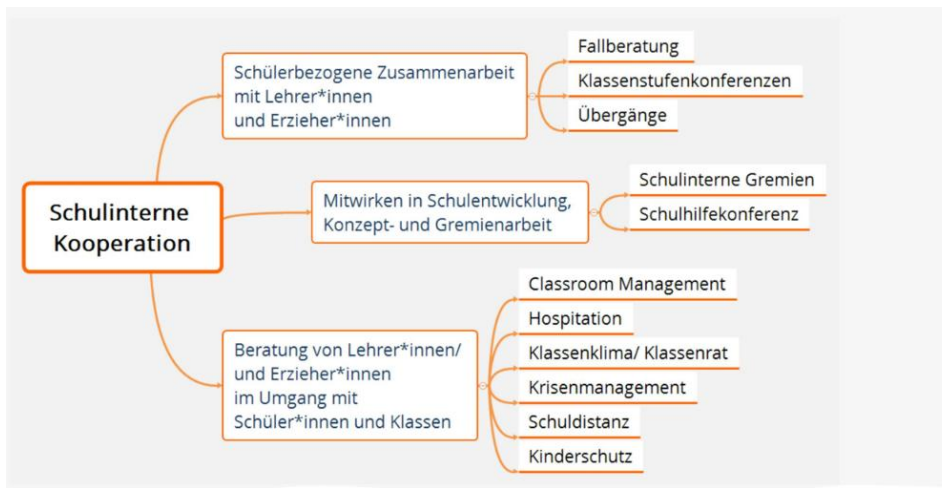 Schulinterne
Kooperation
Schülerbezogene Zusammenarbeit
mit Lehrer*innen
und Erzieher*innen
Fallberatung
Klassenstufenkonferenzen
Übergänge
Mitwirken in Schulentwicklung,
Konzept- und Gremienarbeit
Schulinterne Gremien
Schulhilfekonferenz
Beratung von Lehrer*innen/
und Erzieher*innen
im Umgang mit
Schüler*innen und Klassen
Classroom Management
Hospitation
Klassenklima/ Klassenrat
Krisenmanagement
Schuldistanz
Kinderschutz